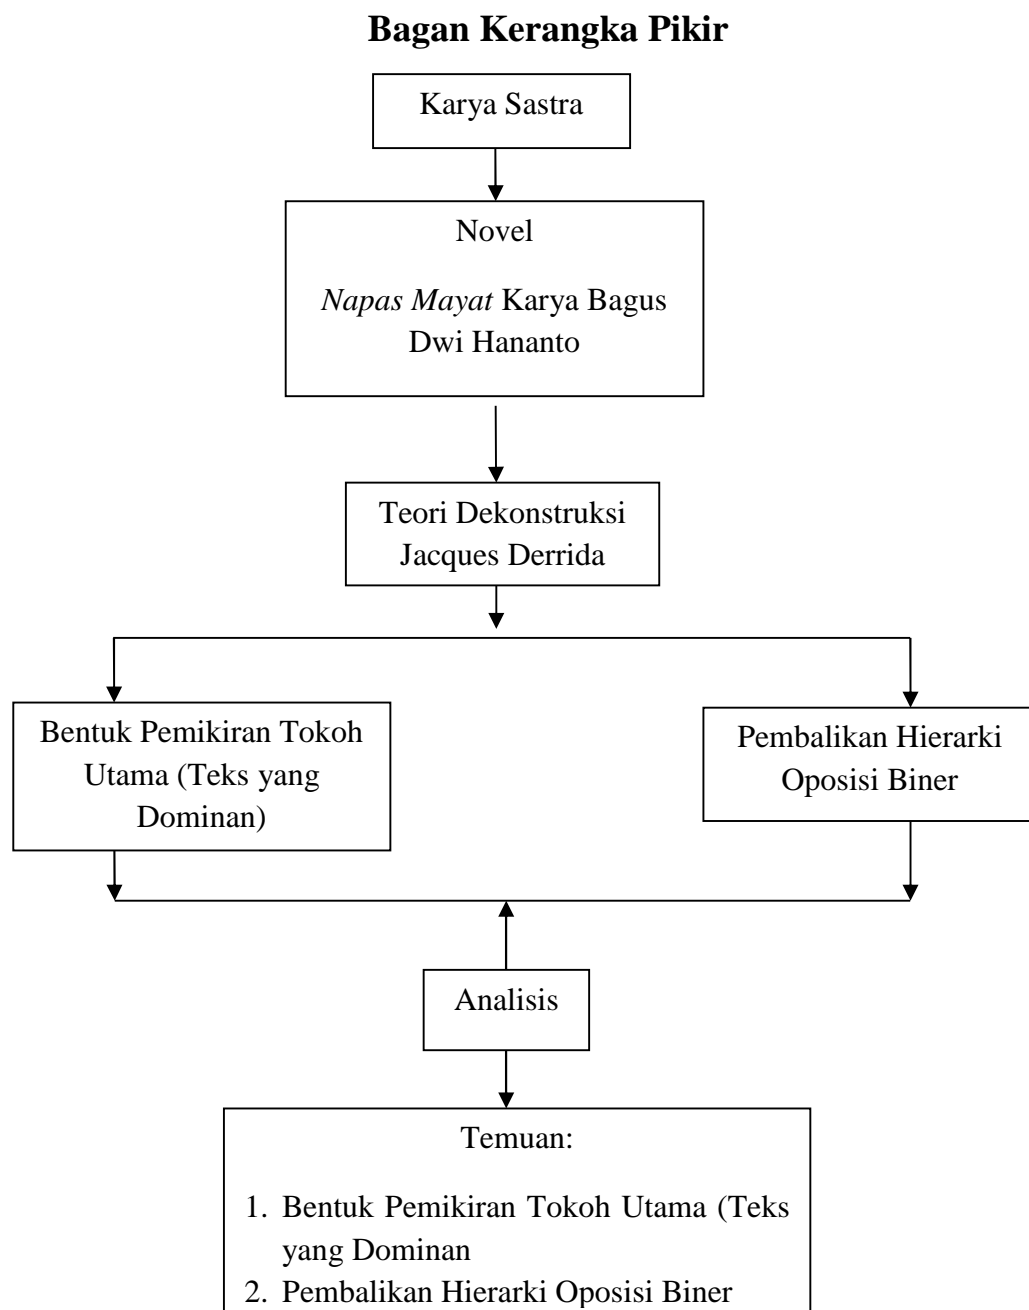 Bagan Kerangka Pikir
Karya Sastra
Novel
Napas Mayat Karya Bagus
Dwi Hananto
Teori Dekonstruksi
Jacques Derrida
Bentuk Pemikiran Tokoh
Utama (Teks yang
Dominan)
Pembalikan Hierarki
Oposisi Biner
Analisis
Temuan:
1. Bentuk Pemikiran Tokoh Utama (Teks
yang Dominan
2. Pembalikan Hierarki Oposisi Biner